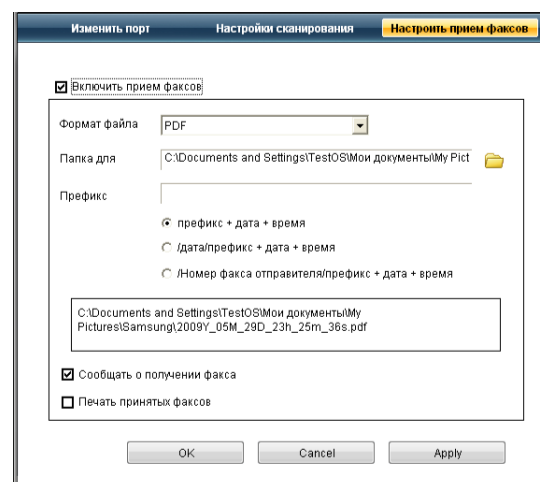 Изменить порт Настройки сканирования Настроить прием факсов
Включить прием факсов
Формат файла PDF
Папка для C:\Documents and Settings\TestOS\Мои документы\My Pict
Префикс
префикс + дата + время
/дата/префикс + дата + время
/Номер факса отправителя/префикс + дата + время
C:\Documents and Settings\TestOS\Мои документы\My
Pictures\Samsung\2009Y_05M_29D_23h_25m_36s.pdf
Сообщать о получении факса
Печать принятых факсов
OK Cancel Apply